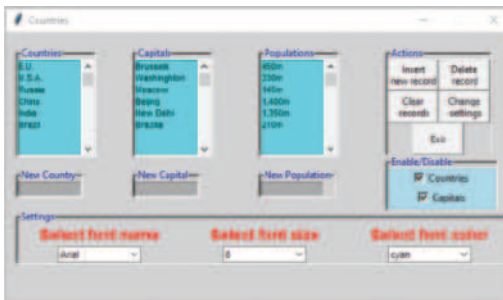 Countries
Countries
E.U.
U.S.A.
Russia
China
India
Brazil
Capitals
Brussels
Washinghton
Moscow
Beijing
New Delhi
Brasilia
Populations
450m
330m
145m
1,400m
1,350m
210m
Actions
Insert
new record
Delete
record
Clear
records
Change
settings
Exit
New Country
New Capital
New Population
Enable/Disable
Countries
Capitals
Settings
Select font name
Select font size
Select font color
Arial
8
cyan